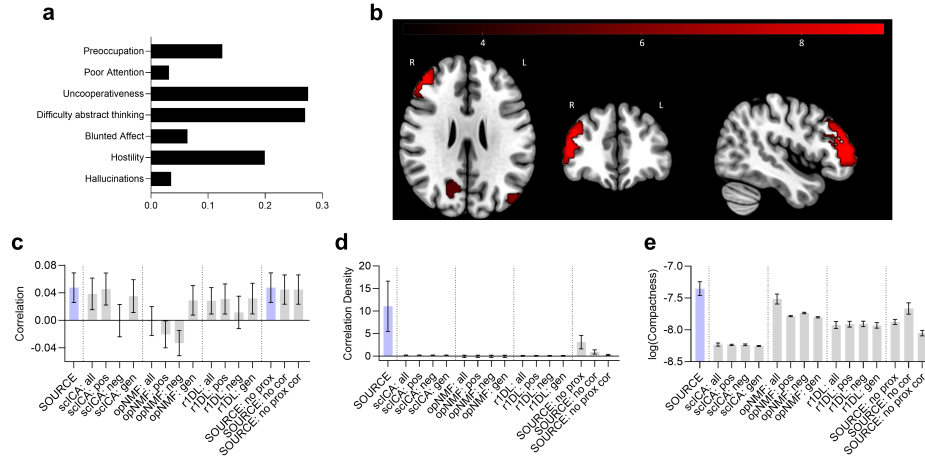 a
Preoccupation
Poor Attention
Uncooperativeness
Difficulty abstract thinking
Blunted Affect
Hostility
Hallucinations
0.0 0.1 0.2 0.3
b
4 6 8
R L
R L
c
Correlation
0.08
0.04
0.00
-0.04
SOURCE
scICA: all
scICA: pos
scICA: neg
scICA: gen
opNMF: all
opNMF: pos
opNMF: neg
opNMF: gen
r1DL: all
r1DL: pos
r1DL: neg
r1DL: gen
SOURCE: no prox
SOURCE: no cor
SOURCE: no prox cor
d
Correlation Density
20
15
10
5
0
SOURCE
scICA: all
scICA: pos
scICA: neg
scICA: gen
opNMF: all
opNMF: pos
opNMF: neg
opNMF: gen
r1DL: all
r1DL: pos
r1DL: neg
r1DL: gen
SOURCE: no prox
SOURCE: no cor
SOURCE: no prox cor
e
log(Compactness)
-7.0
-7.5
-8.0
-8.5
SOURCE
scICA: all
scICA: pos
scICA: neg
scICA: gen
opNMF: all
opNMF: pos
opNMF: neg
opNMF: gen
r1DL: all
r1DL: pos
r1DL: neg
r1DL: gen
SOURCE: no prox
SOURCE: no cor
SOURCE: no prox cor